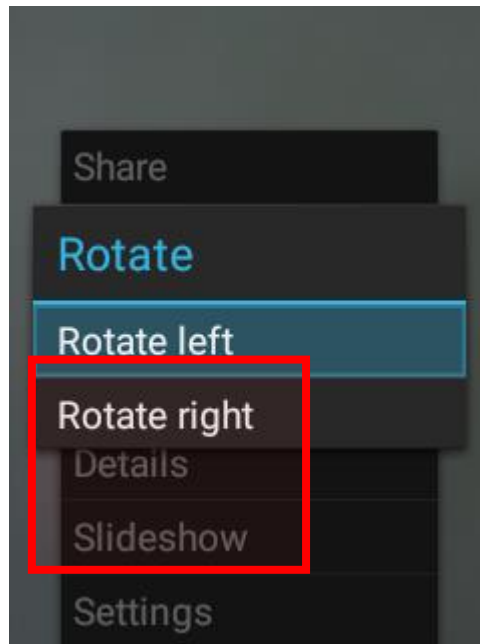 Share
Rotate
Rotate left
Rotate right
Details
Slideshow
Settings